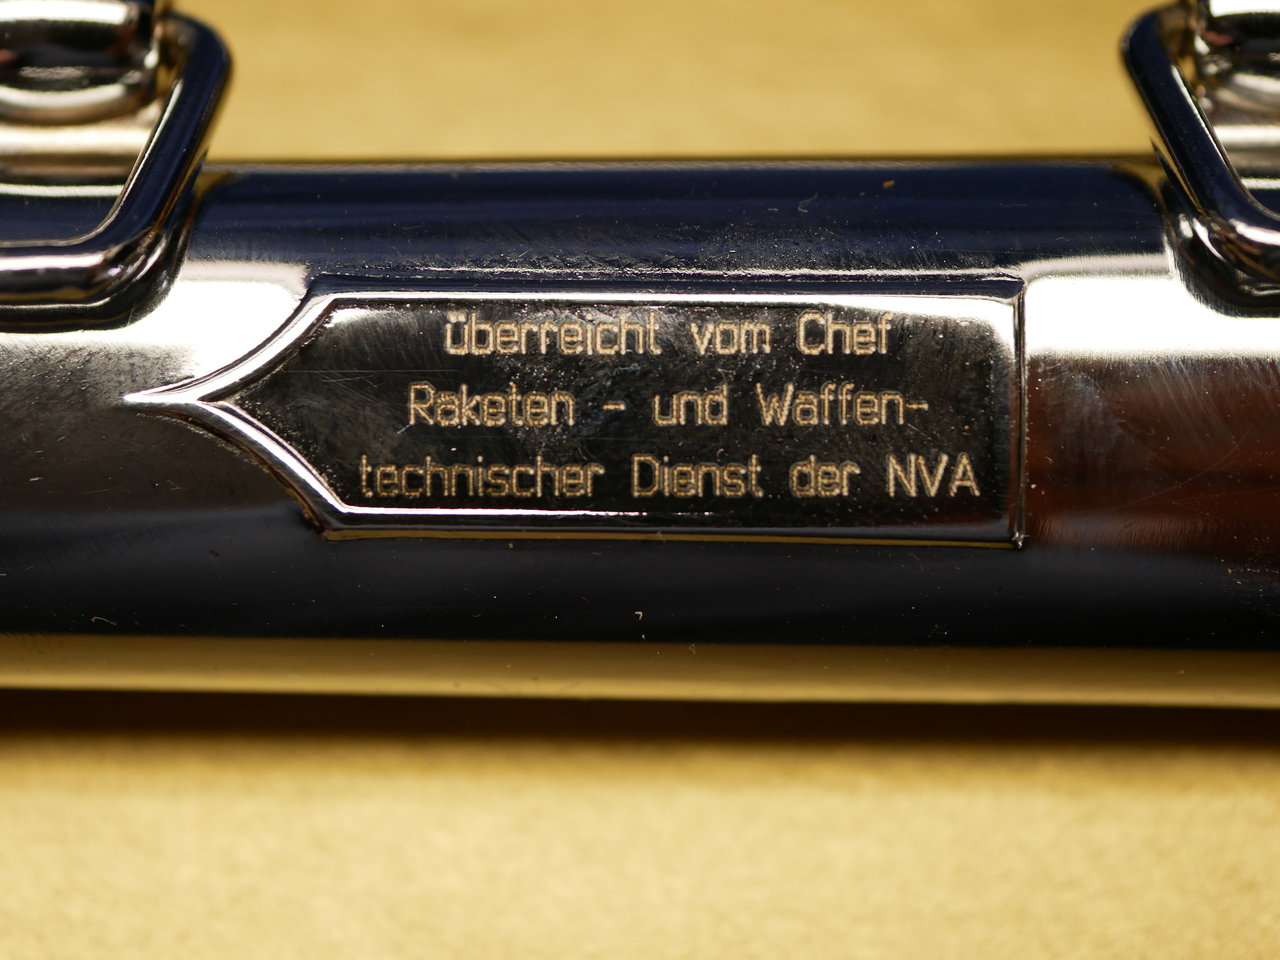 überreicht vom Chef
Raketen - und Waffen-
technischer Dienst der NVA